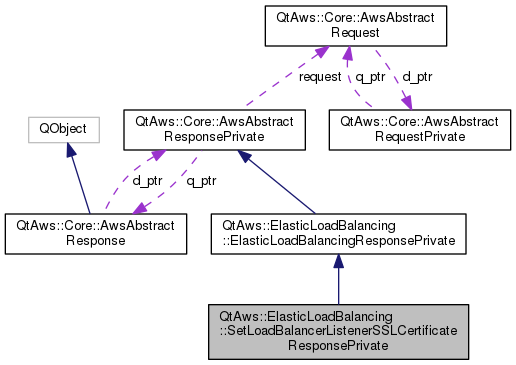 QtAws::Core::AwsAbstract
Request
request
q_ptr
d_ptr
QObject
QtAws::Core::AwsAbstract
ResponsePrivate
QtAws::Core::AwsAbstract
RequestPrivate
d_ptr
q_ptr
QtAws::Core::AwsAbstract
Response
QtAws::ElasticLoadBalancing
::ElasticLoadBalancingResponsePrivate
QtAws::ElasticLoadBalancing
::SetLoadBalancerListenerSSLCertificate
ResponsePrivate